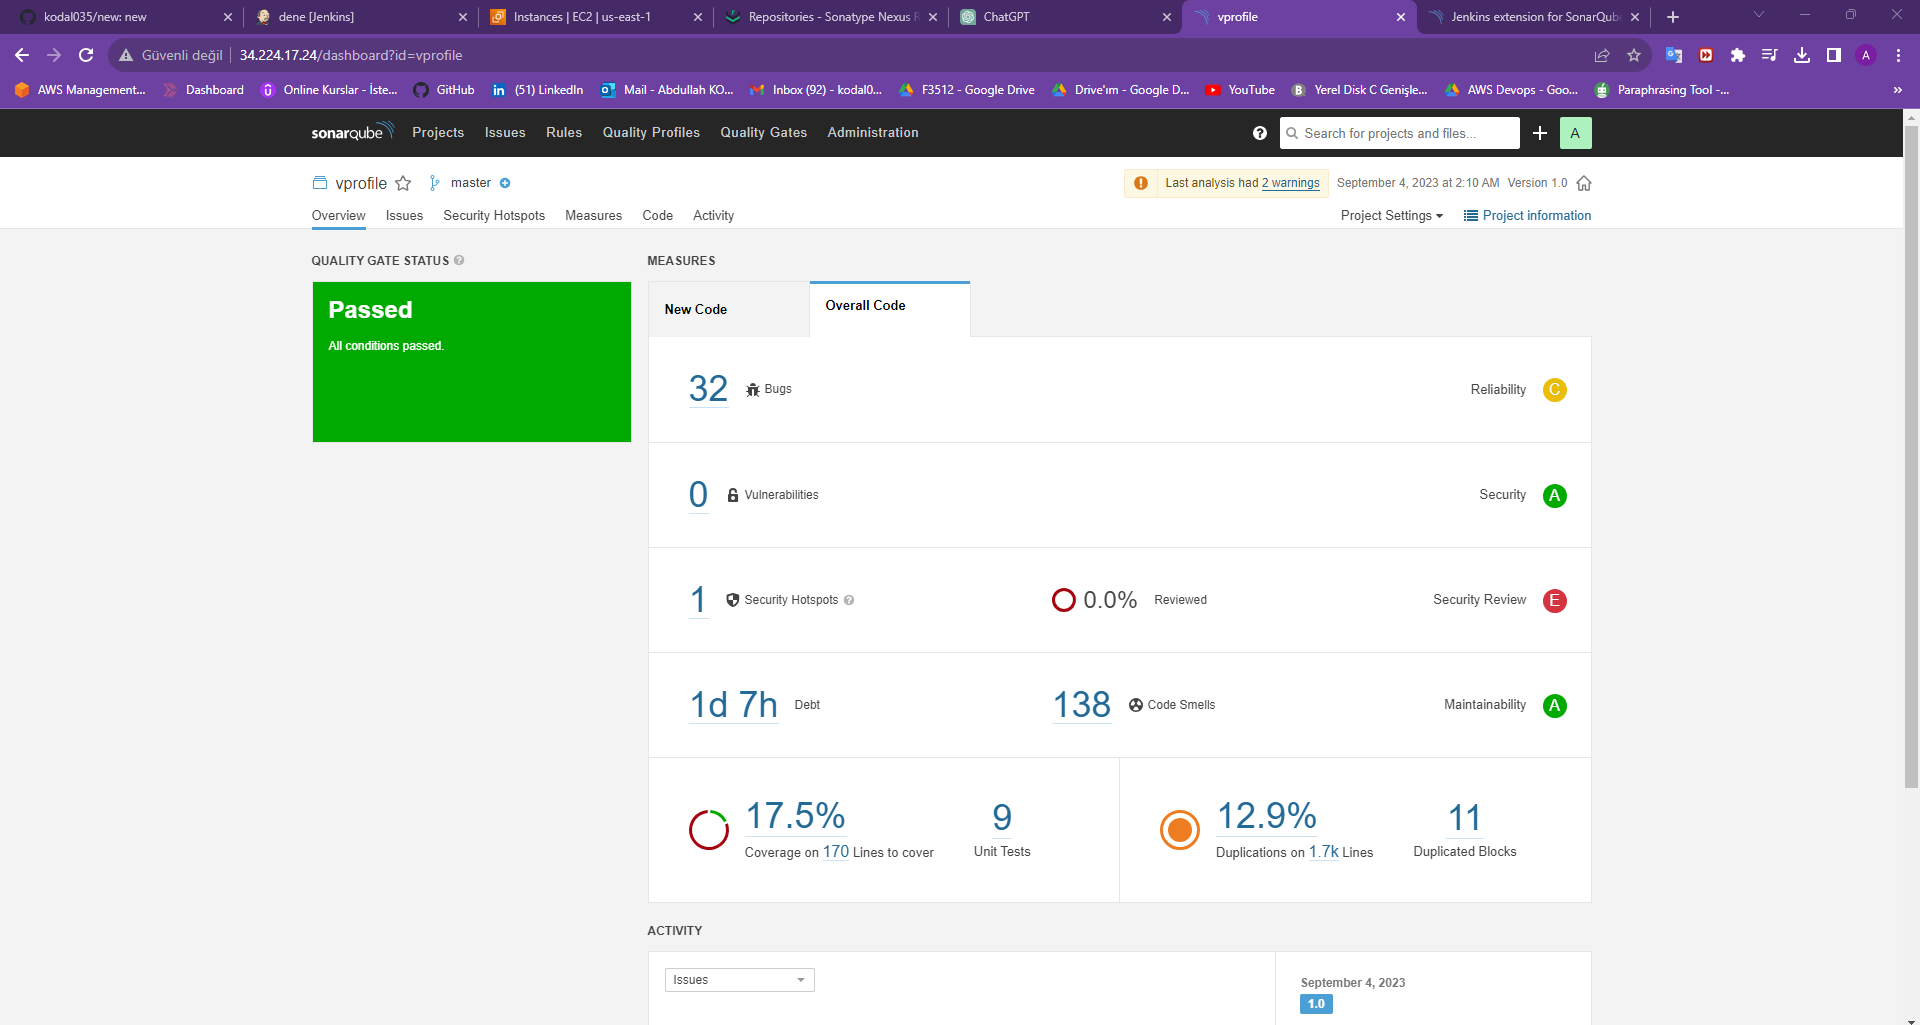 kodal035/new: new
dene [Jenkins]
Instances | EC2 | us-east-1
Repositories - Sonatype Nexus R
ChatGPT
vprofile
Jenkins extension for SonarQub
Güvenli değil
34.224.17.24/dashboard?id=vprofile
A
AWS Management...
Dashboard
Online Kurslar - İste...
GitHub
(51) LinkedIn
Mail - Abdullah KO...
Inbox (92) - kodal0...
F3512 - Google Drive
Drive'ım - Google D...
YouTube
Yerel Disk C Genişle...
AWS Devops - Goo...
Paraphrasing Tool -...
»
sonarqube
Projects
Issues
Rules
Quality Profiles
Quality Gates
Administration
Search for projects and files...
A
vprofile
master
Last analysis had 2 warnings
September 4, 2023 at 2:10 AM
Version 1.0
Overview
Issues
Security Hotspots
Measures
Code
Activity
Project Settings
Project information
QUALITY GATE STATUS
Passed
All conditions passed.
MEASURES
New Code
Overall Code
32 Bugs
Reliability C
0 Vulnerabilities
Security A
1 Security Hotspots
0.0% Reviewed
Security Review E
1d 7h Debt
138 Code Smells
Maintainability A
17.5%
Coverage on 170 Lines to cover
9
Unit Tests
12.9%
Duplications on 1.7k Lines
11
Duplicated Blocks
ACTIVITY
Issues
September 4, 2023
1.0